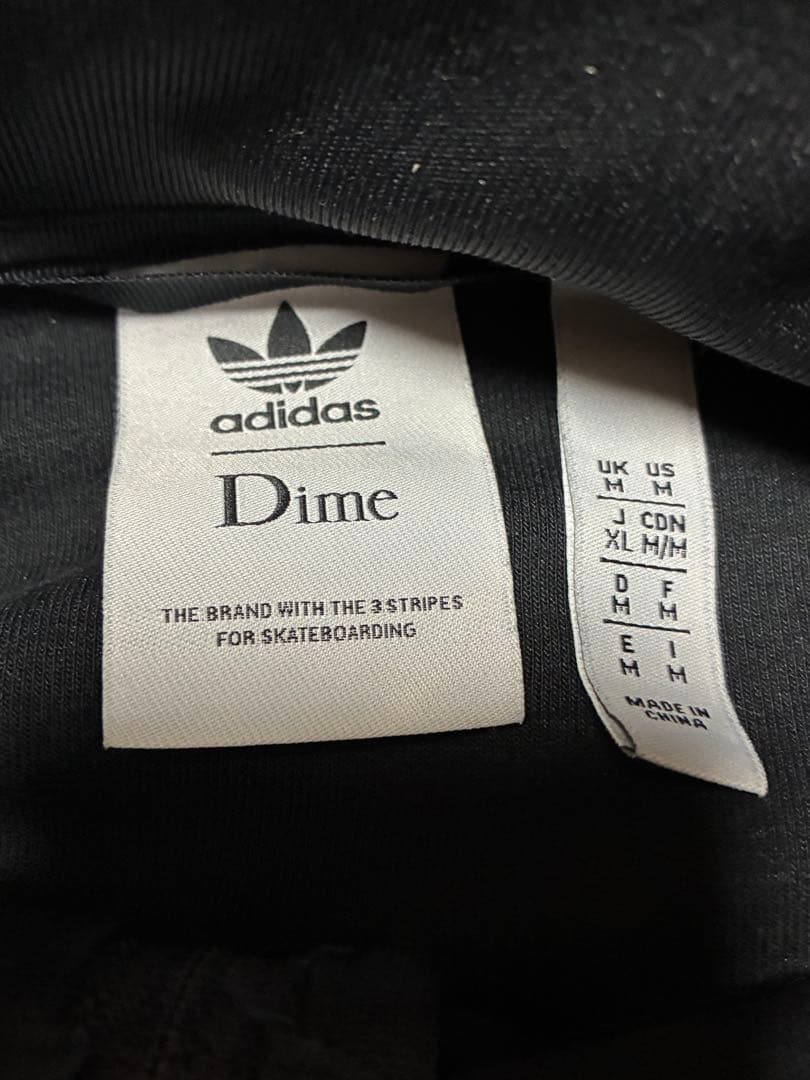 adidas
Dime
THE BRAND WITH THE 3 STRIPES
FOR SKATEBOARDING
UK US
M M
J CDN
XL M/M
D F
M M
E I
M M
MADE IN
CHINA